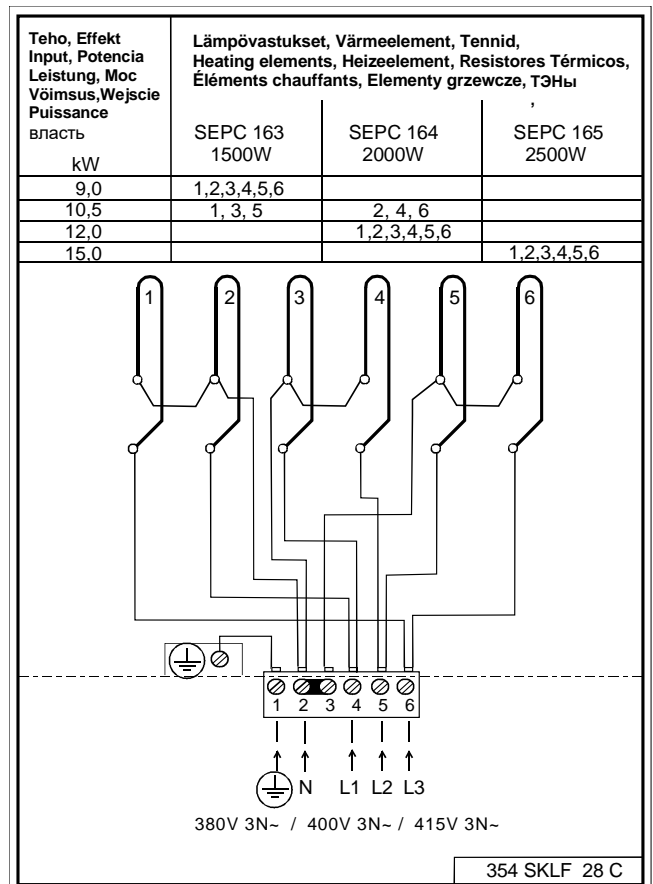 Teho, Effekt
Input, Potencia
Leistung, Moc
Vöimsus,Wejscie
Puissance
власть
kW
Lämpövastukset, Värmeelement, Tennid,
Heating elements, Heizeelement, Resistores Térmicos,
Éléments chauffants, Elementy grzewcze, ТЭНы
,
SEPC 163 SEPC 164 SEPC 165
1500W 2000W 2500W
9,0 1,2,3,4,5,6
10,5 1, 3, 5 2, 4, 6
12,0 1,2,3,4,5,6
15,0 1,2,3,4,5,6
1 2 3 4 5 6
1 2 3 4 5 6
N L1 L2 L3
380V 3N~ / 400V 3N~ / 415V 3N~
354 SKLF 28 C